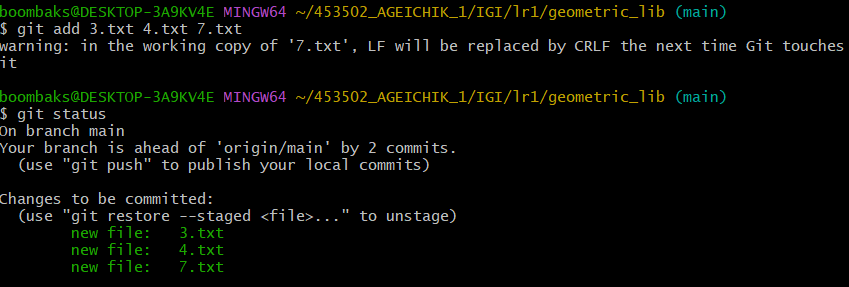 boombaks@DESKTOP-3A9KV4E MINGW64 ~/453502_AGEICHIK_1/IGI/lr1/geometric_lib (main)
$ git add 3.txt 4.txt 7.txt
warning: in the working copy of '7.txt', LF will be replaced by CRLF the next time Git touches
it

boombaks@DESKTOP-3A9KV4E MINGW64 ~/453502_AGEICHIK_1/IGI/lr1/geometric_lib (main)
$ git status
On branch main
Your branch is ahead of 'origin/main' by 2 commits.
  (use "git push" to publish your local commits)

Changes to be committed:
  (use "git restore --staged <file>..." to unstage)
        new file:   3.txt
        new file:   4.txt
        new file:   7.txt